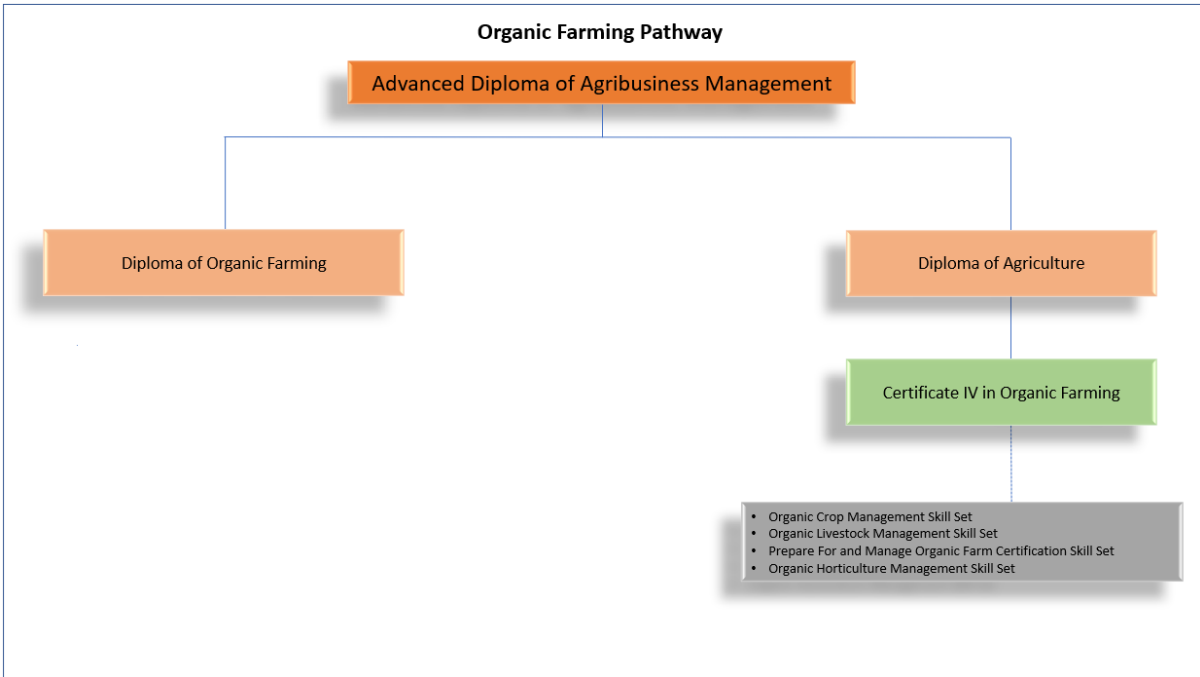 Organic Farming Pathway
Advanced Diploma of Agribusiness Management
Diploma of Organic Farming
Diploma of Agriculture
Certificate IV in Organic Farming
• Organic Crop Management Skill Set
• Organic Livestock Management Skill Set
• Prepare For and Manage Organic Farm Certification Skill Set
• Organic Horticulture Management Skill Set